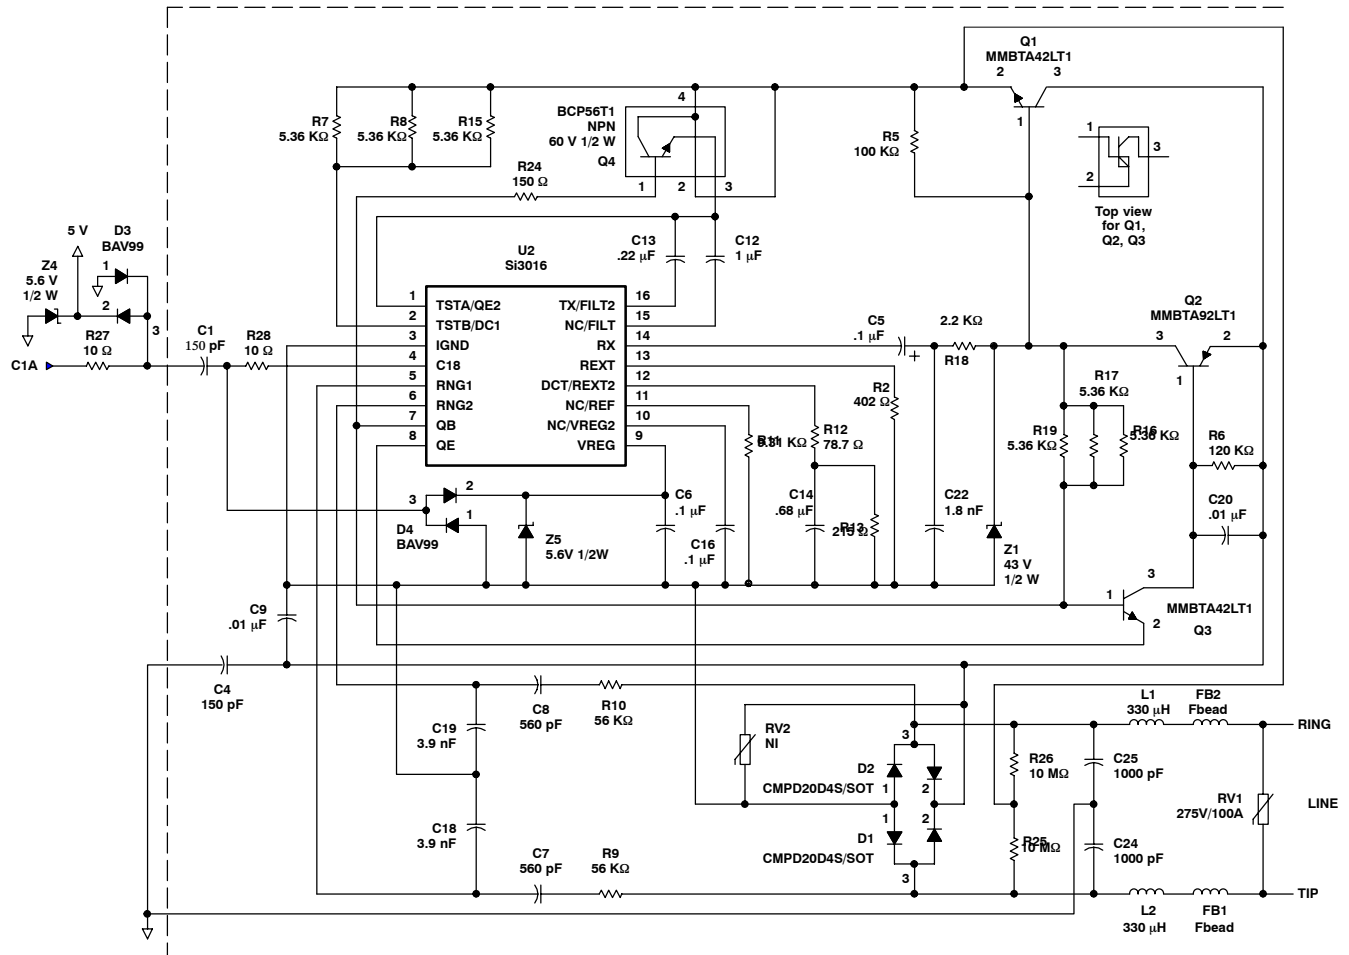 Q1
MMBTA42LT1
2 3
1
BCP56T1
NPN
60 V 1/2 W
Q4
4
1 2 3
R7
5.36 KΩ
R8
5.36 KΩ
R15
5.36 KΩ
R5
100 KΩ
1
3
2
Top view
for Q1,
Q2, Q3
R24
150 Ω
5 V
D3
BAV99
Z4
5.6 V
1/2 W
1
2
3
R27
10 Ω
C1A
C1
150 pF
R28
10 Ω
C13
.22 µF
C12
1 µF
U2
Si3016
1 TSTA/QE2 TX/FILT2 16
2 TSTB/DC1 NC/FILT 15
3 IGND RX 14
4 C18 REXT 13
5 RNG1 DCT/REXT2 12
6 RNG2 NC/REF 11
7 QB NC/VREG2 10
8 QE VREG 9
C5
.1 µF
+
2.2 KΩ
R18
Q2
MMBTA92LT1
3 2
1
R17
5.36 KΩ
R2
402 Ω
R12
78.7 Ω
R19
5.36 KΩ
R16
5.36 KΩ
R6
120 KΩ
3
2
1
D4
BAV99
Z5
5.6V 1/2W
C6
.1 µF
C16
.1 µF
C14
.68 µF
R13
215 Ω
C22
1.8 nF
Z1
43 V
1/2 W
C20
.01 µF
3
1
2
MMBTA42LT1
Q3
C9
.01 µF
C4
150 pF
C8
560 pF
R10
56 KΩ
C19
3.9 nF
C18
3.9 nF
C7
560 pF
R9
56 KΩ
RV2
NI
3
D2
CMPD20D4S/SOT
1 2
1 2
D1
CMPD20D4S/SOT
3
R26
10 MΩ
R25
10 MΩ
C25
1000 pF
C24
1000 pF
L1
330 µH
FB2
Fbead
RING
RV1
275V/100A
LINE
TIP
L2
330 µH
FB1
Fbead